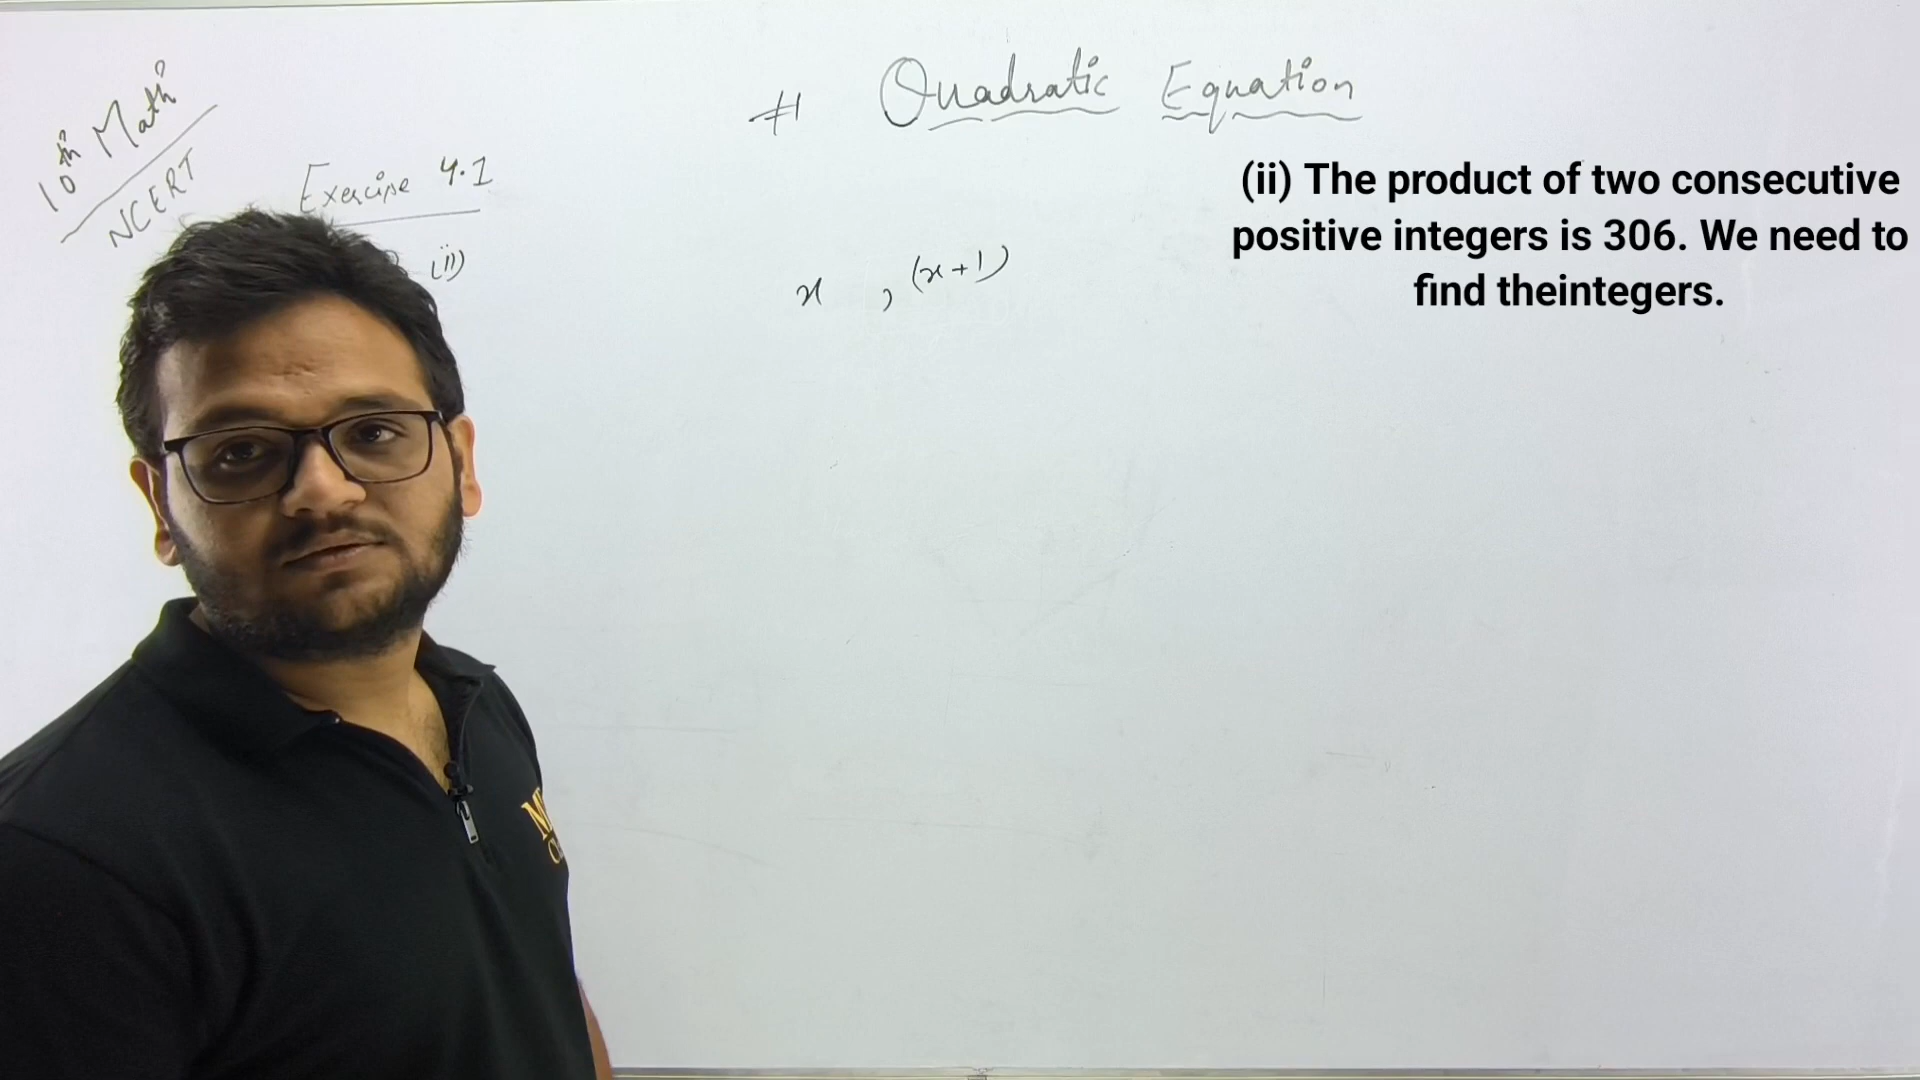 10th Math
NCERT
# Quadratic Equation
Exercise 4.1
(ii)
x , (x+1)
(ii) The product of two consecutive
positive integers is 306. We need to
find theintegers.